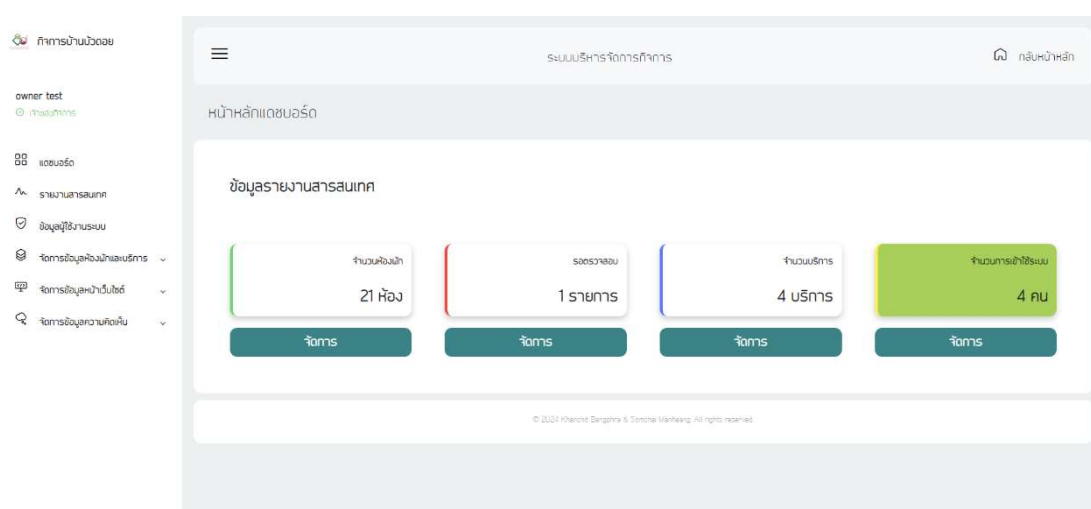 กิจการบ้านบัวดอย
ระบบบริหารจัดการกิจการ
กลับหน้าหลัก
owner test
เจ้าของกิจการ
หน้าหลักแดชบอร์ด
แดชบอร์ด
รายงานสารสนเทศ
ข้อมูลผู้ใช้งานระบบ
จัดการข้อมูลห้องพักและบริการ
จัดการข้อมูลหน้าเว็บไซต์
จัดการข้อมูลความคิดเห็น
ข้อมูลรายงานสารสนเทศ
จำนวนห้องพัก
21 ห้อง
จัดการ
รอตรวจสอบ
1 รายการ
จัดการ
จำนวนบริการ
4 บริการ
จัดการ
จำนวนการเข้าใช้ระบบ
4 คน
จัดการ
© 2024 Kharchit Bangphra & Somchai Manheang. All rights reserved.